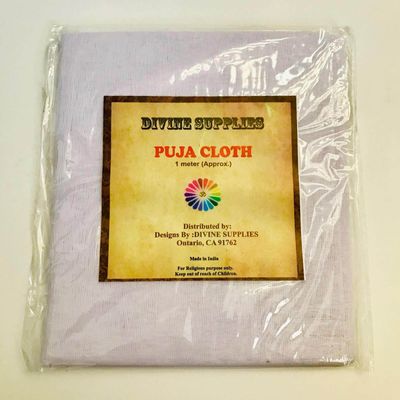 DIVINE SUPPLIES
PUJA CLOTH
1 meter (Approx.)
ॐ
Distributed by:
Designs By :DIVINE SUPPLIES
Ontario, CA 91762
Made in India
For Religious purpose only.
Keep out of reach of Children.